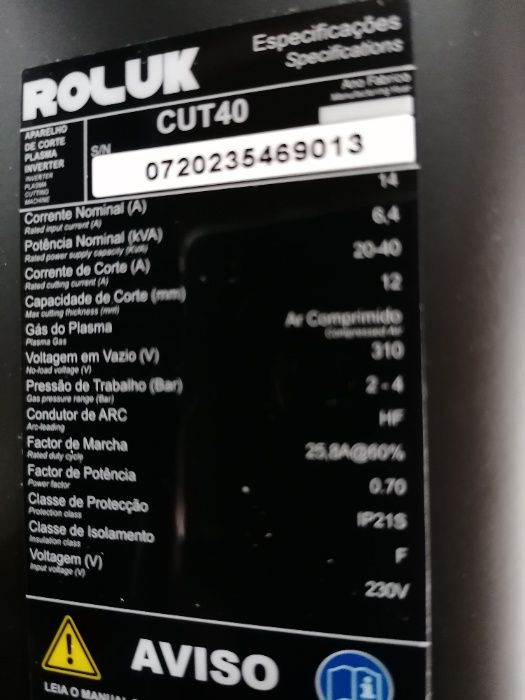 ROLUK
Especificações
Specifications
CUT40
Ano Fabrico
Manufacturing Year
APARELHO
DE CORTE
PLASMA
INVERTER
INVERTER
PLASMA
CUTTING
MACHINE
S/N
0720235469013
Corrente Nominal (A) 14
Rated input current (A)
Potência Nominal (kVA) 6,4
Rated power supply capacity (KVA)
Corrente de Corte (A) 20-40
Rated cutting current (A)
Capacidade de Corte (mm) 12
Max cutting thickness (mm)
Gás do Plasma Ar Comprimido
Plasma Gas Compressed Air
Voltagem em Vazio (V) 310
No-load voltage (V)
Pressão de Trabalho (Bar) 2-4
Gas pressure range (Bar)
Condutor de ARC HF
Arc-leading
Factor de Marcha 25,8A@60%
Rated duty cycle
Factor de Potência 0.70
Power factor
Classe de Protecção IP21S
Protection class
Classe de Isolamento F
Insulation class
Voltagem (V) 230V
Input voltage (V)
AVISO
LEIA O MANUAL